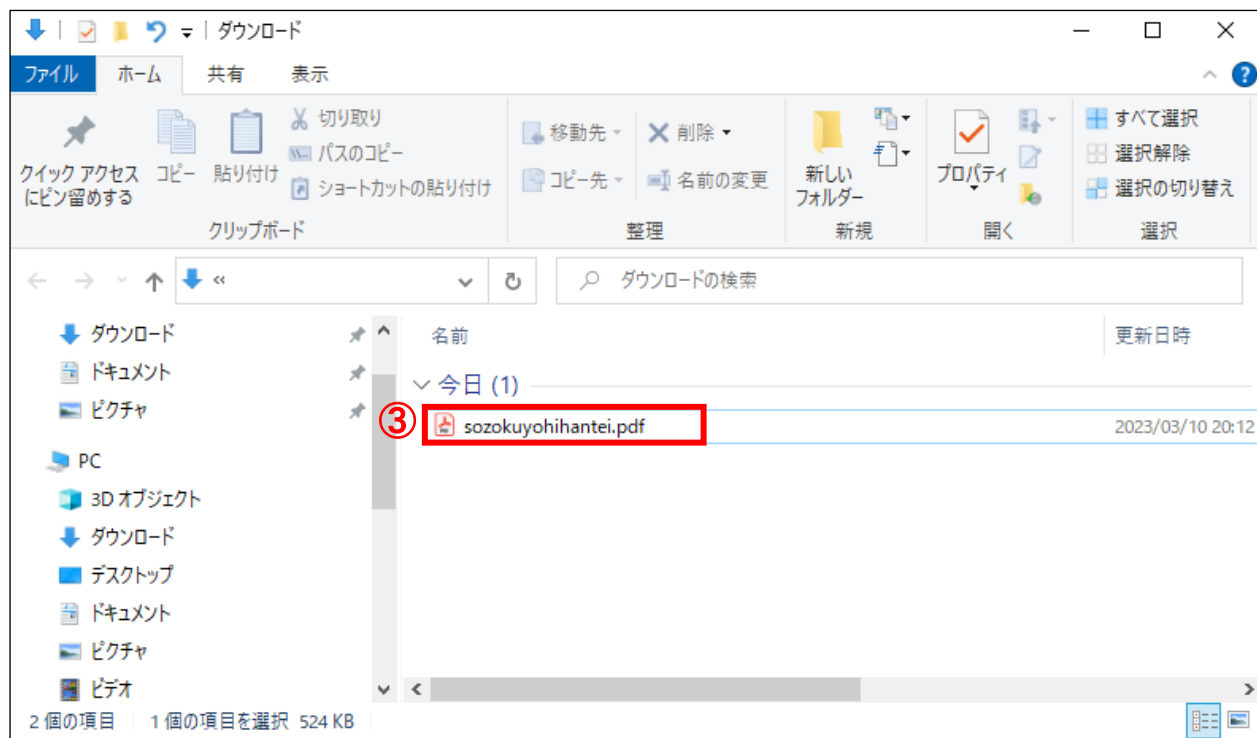 ダウンロード
ファイル ホーム 共有 表示
クイック アクセス
にピン留めする
コピー
貼り付け
切り取り
パスのコピー
ショートカットの貼り付け
クリップボード
移動先
コピー先
削除
名前の変更
整理
新しい
フォルダー
新規
プロパティ
開く
すべて選択
選択解除
選択の切り替え
選択
«
ダウンロードの検索
ダウンロード
ドキュメント
ピクチャ
PC
3D オブジェクト
ダウンロード
デスクトップ
ドキュメント
ピクチャ
ビデオ
名前 更新日時
今日 (1)
③ sozokuyohihantei.pdf 2023/03/10 20:12
2 個の項目 1 個の項目を選択 524 KB